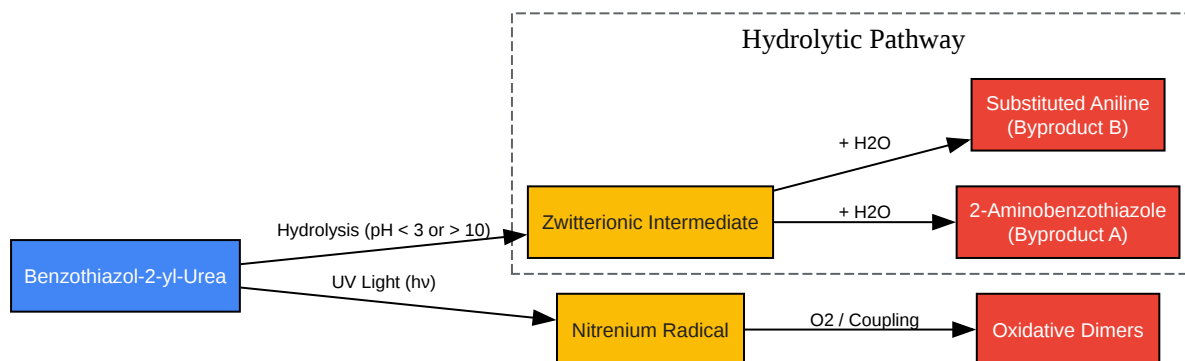 Hydrolytic Pathway
Substituted Aniline
(Byproduct B)
+ H2O
Zwitterionic Intermediate
+ H2O
2-Aminobenzothiazole
(Byproduct A)
Hydrolysis (pH < 3 or > 10)
Benzothiazol-2-yl-Urea
UV Light (hν)
Nitrenium Radical
O2 / Coupling
Oxidative Dimers